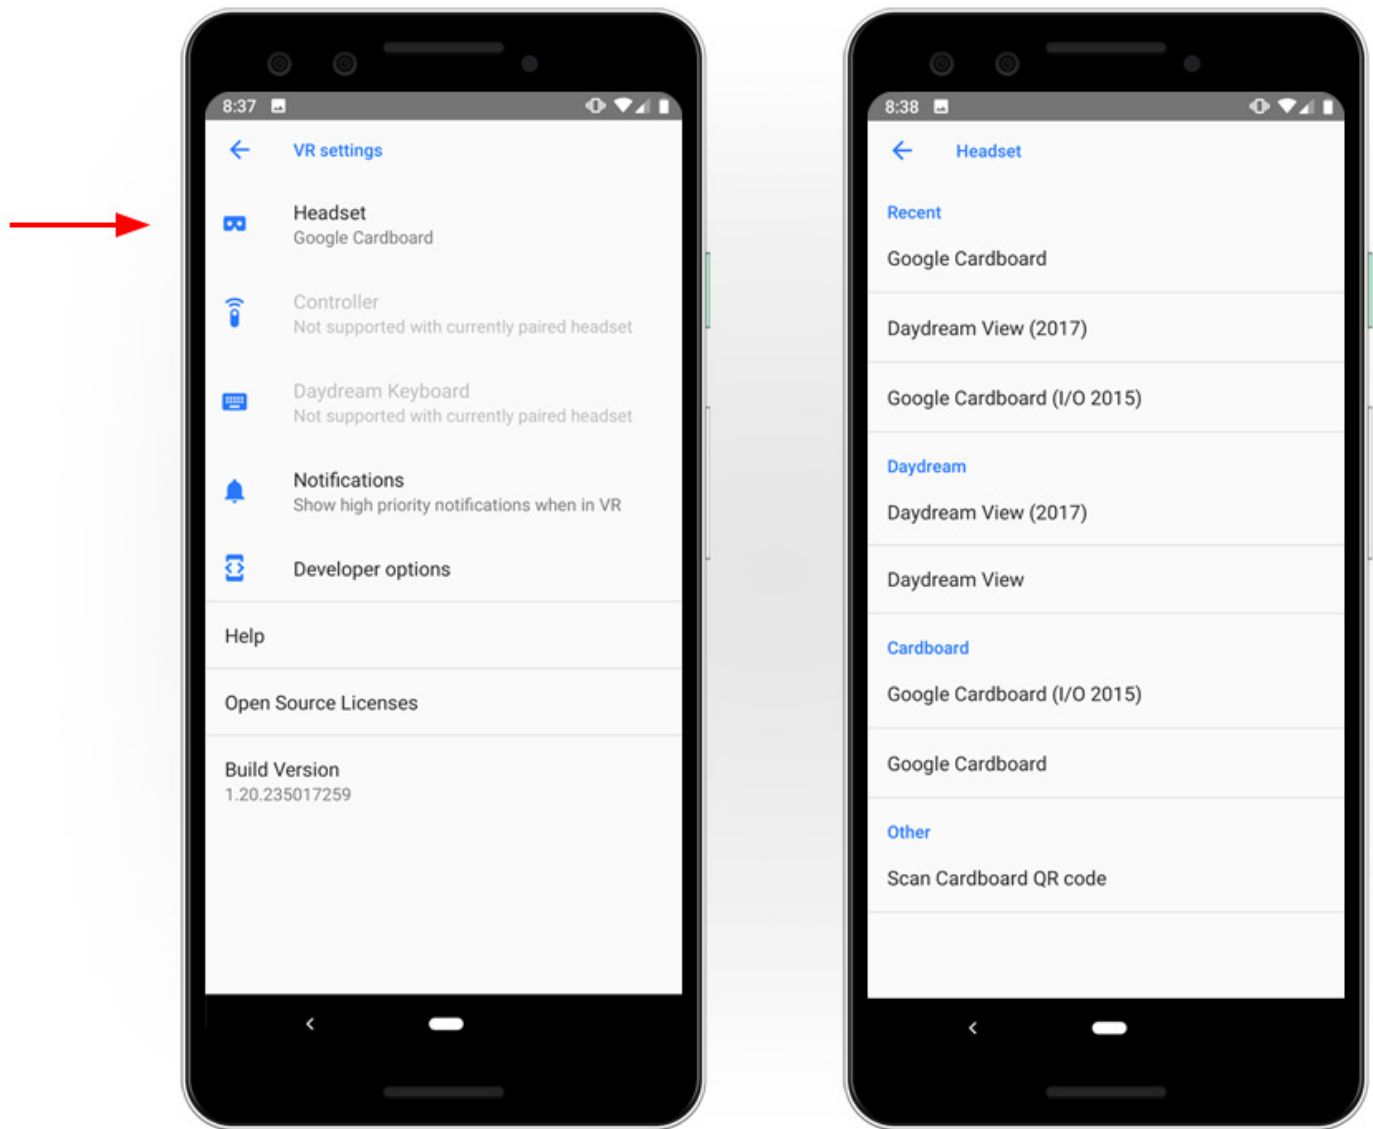 8:37
VR settings
Headset
Google Cardboard
Controller
Not supported with currently paired headset
Daydream Keyboard
Not supported with currently paired headset
Notifications
Show high priority notifications when in VR
Developer options
Help
Open Source Licenses
Build Version
1.20.235017259
8:38
Headset
Recent
Google Cardboard
Daydream View (2017)
Google Cardboard (I/O 2015)
Daydream
Daydream View (2017)
Daydream View
Cardboard
Google Cardboard (I/O 2015)
Google Cardboard
Other
Scan Cardboard QR code